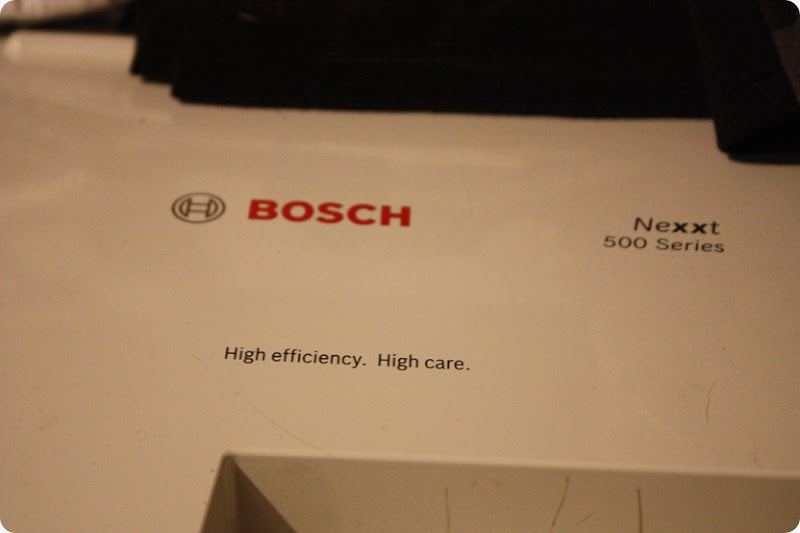 BOSCH
Nexxt
500 Series
High efficiency. High care.